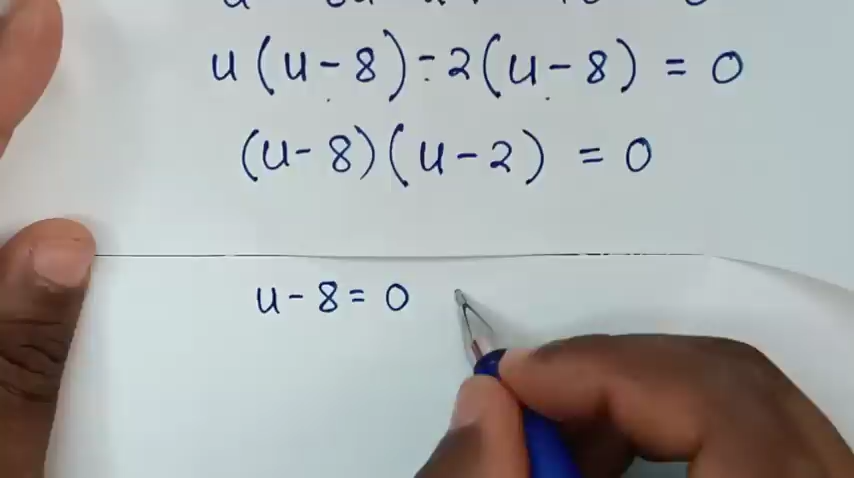 u(u-8)-2(u-8) = 0
(u-8)(u-2) = 0
u-8=0